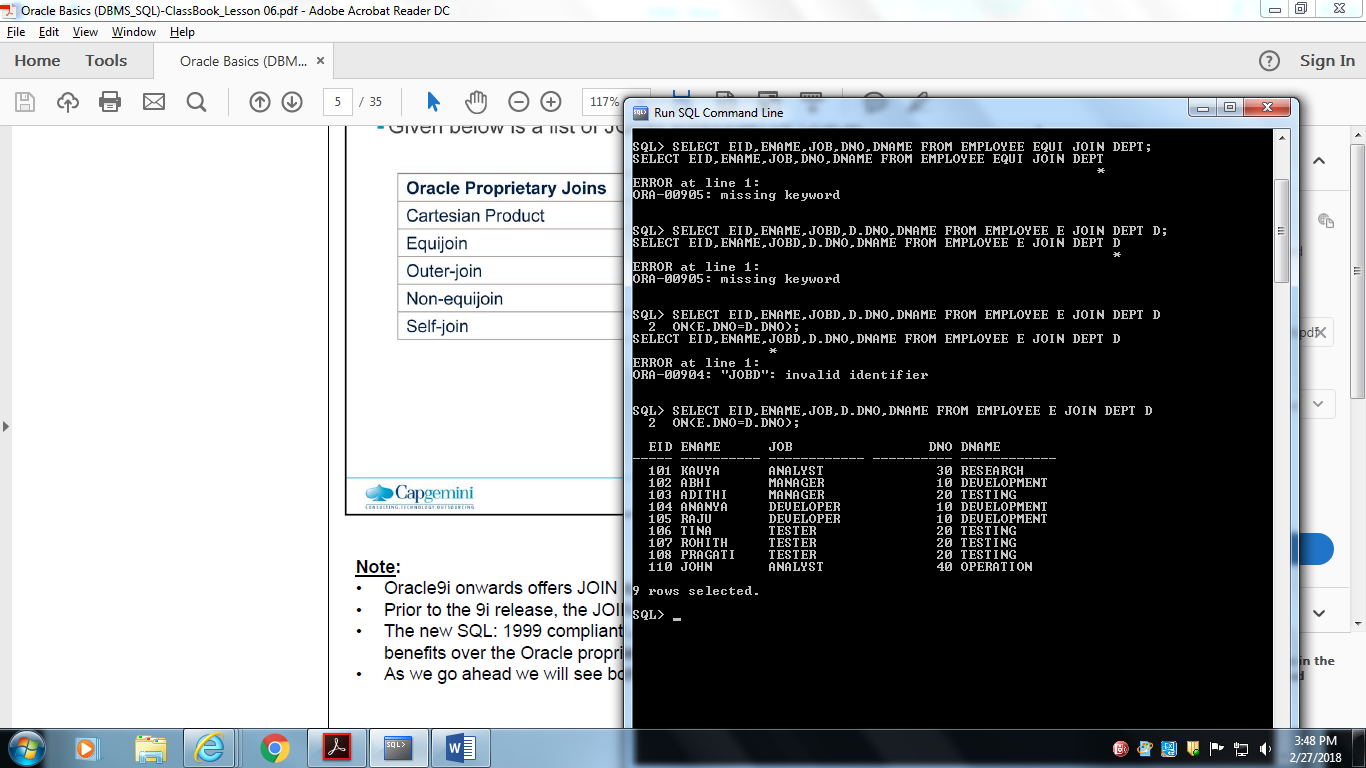 Oracle Basics (DBMS_SQL)-ClassBook_Lesson 06.pdf - Adobe Acrobat Reader DC
File Edit View Window Help
Home Tools Oracle Basics (DBM... × Sign In
5 / 35 117%
Given below is a list of JO
Oracle Proprietary Joins
Cartesian Product
Equijoin
Outer-join
Non-equijoin
Self-join
Capgemini
CONSULTING.TECHNOLOGY.OUTSOURCING
Note:
• Oracle9i onwards offers JOIN
• Prior to the 9i release, the JOI
• The new SQL: 1999 compliant
benefits over the Oracle propri
• As we go ahead we will see bo
Run SQL Command Line
SQL> SELECT EID,ENAME,JOB,DNO,DNAME FROM EMPLOYEE EQUI JOIN DEPT;
SELECT EID,ENAME,JOB,DNO,DNAME FROM EMPLOYEE EQUI JOIN DEPT
*
ERROR at line 1:
ORA-00905: missing keyword
SQL> SELECT EID,ENAME,JOBD,D.DNO,DNAME FROM EMPLOYEE E JOIN DEPT D;
SELECT EID,ENAME,JOBD,D.DNO,DNAME FROM EMPLOYEE E JOIN DEPT D
*
ERROR at line 1:
ORA-00905: missing keyword
SQL> SELECT EID,ENAME,JOBD,D.DNO,DNAME FROM EMPLOYEE E JOIN DEPT D
2 ON(E.DNO=D.DNO);
SELECT EID,ENAME,JOBD,D.DNO,DNAME FROM EMPLOYEE E JOIN DEPT D
*
ERROR at line 1:
ORA-00904: "JOBD": invalid identifier
SQL> SELECT EID,ENAME,JOB,D.DNO,DNAME FROM EMPLOYEE E JOIN DEPT D
2 ON(E.DNO=D.DNO);
EID ENAME JOB DNO DNAME
----- ---------- ------------ ---------- ------------
101 KAVYA ANALYST 30 RESEARCH
102 ABHI MANAGER 10 DEVELOPMENT
103 ADITHI MANAGER 20 TESTING
104 ANANYA DEVELOPER 10 DEVELOPMENT
105 RAJU DEVELOPER 10 DEVELOPMENT
106 TINA TESTER 20 TESTING
107 ROHITH TESTER 20 TESTING
108 PRAGATI TESTER 20 TESTING
110 JOHN ANALYST 40 OPERATION
9 rows selected.
SQL> _
pdf
in the
3:48 PM
2/27/2018